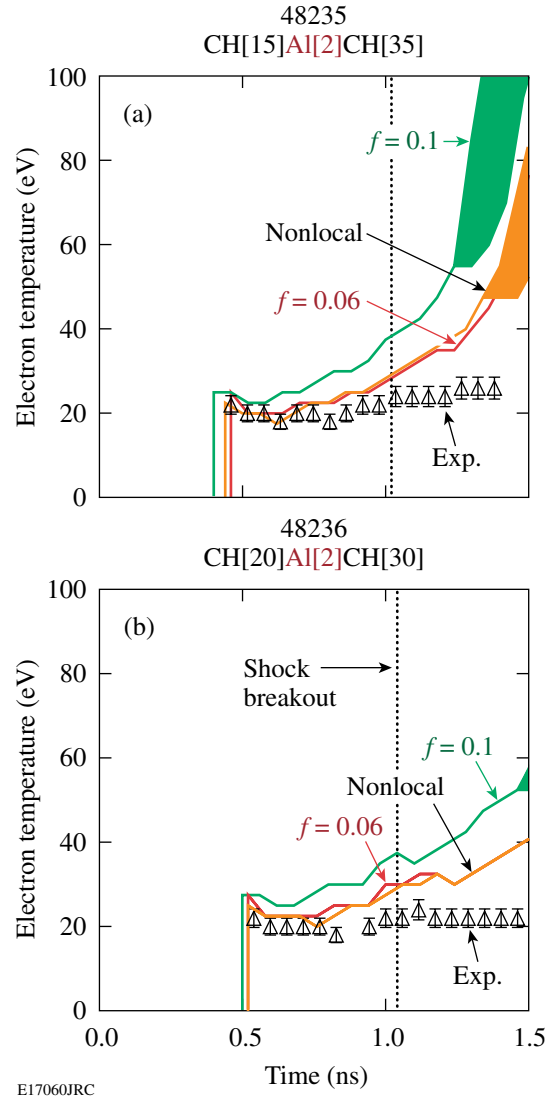 48235
CH[15]Al[2]CH[35]
100
(a)
f = 0.1
80
Nonlocal
60
f = 0.06
40
20
Exp.
0
Electron temperature (eV)
48236
CH[20]Al[2]CH[30]
100
(b)
80
Shock
breakout
f = 0.1
60
Nonlocal
f = 0.06
40
20
Exp.
0
Electron temperature (eV)
0.0 0.5 1.0 1.5
Time (ns)
E17060JRC